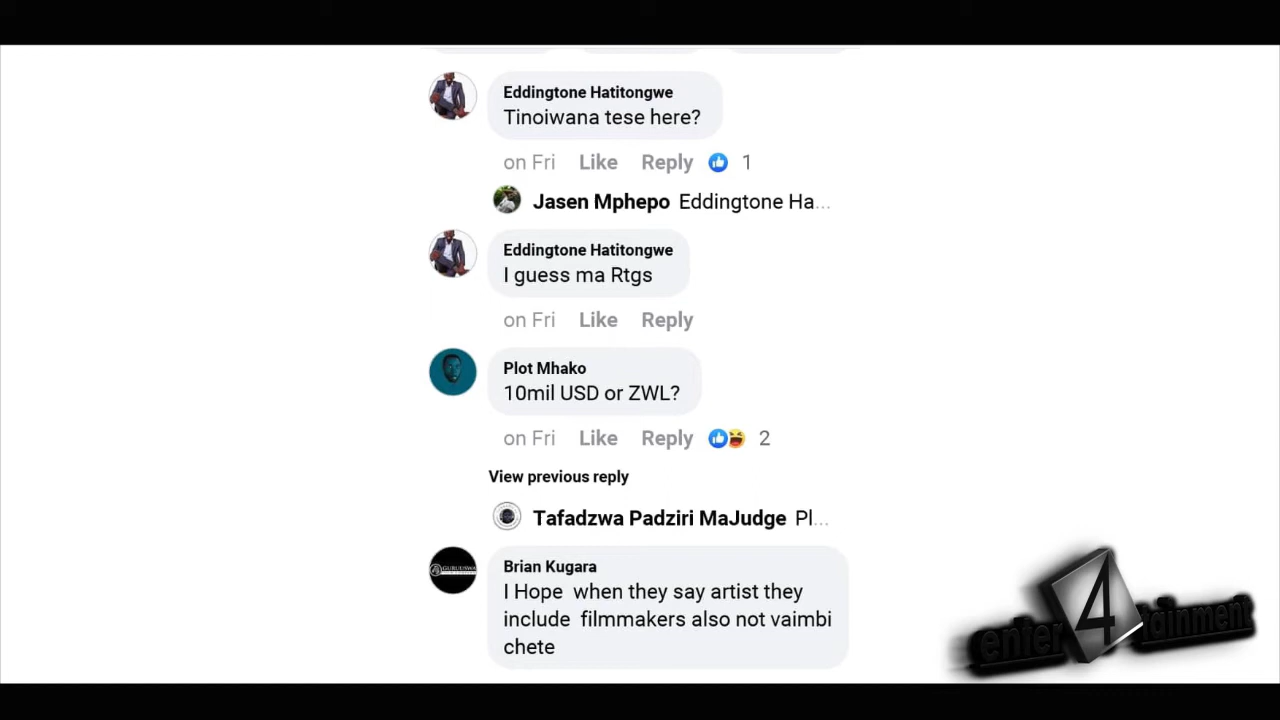 Eddingtone Hatitongwe
Tinoiwana tese here?
on Fri Like Reply 1
Jasen Mphepo Eddingtone Ha...
Eddingtone Hatitongwe
I guess ma Rtgs
on Fri Like Reply
Plot Mhako
10mil USD or ZWL?
on Fri Like Reply 2
View previous reply
Tafadzwa Padziri MaJudge Pl...
Brian Kugara
I Hope when they say artist they
include filmmakers also not vaimbi
chete
enter4tainment